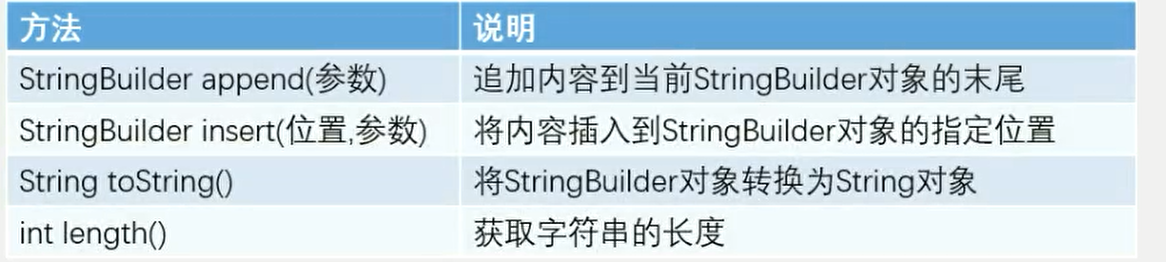 方法 说明
StringBuilder append(参数) 追加内容到当前StringBuilder对象的末尾
StringBuilder insert(位置,参数) 将内容插入到StringBuilder对象的指定位置
String toString() 将StringBuilder对象转换为String对象
int length() 获取字符串的长度